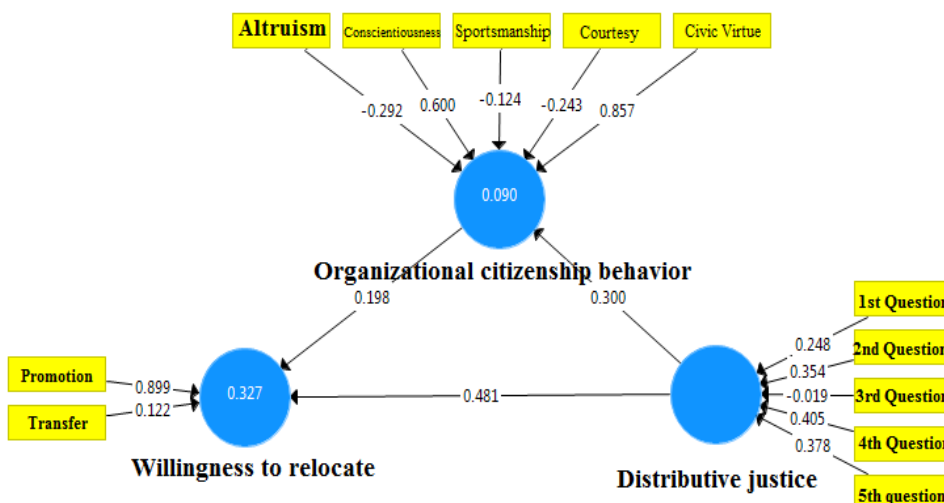 Altruism
Conscientiousness
Sportsmanship
Courtesy
Civic Virtue
-0.292
0.600
-0.124
-0.243
0.857
0.090
Organizational citizenship behavior
0.198
0.300
1st Question
0.248
2nd Question
0.354
3rd Question
-0.019
4th Question
0.405
5th question
0.378
Promotion
0.899
Transfer
0.122
0.327
0.481
Willingness to relocate
Distributive justice